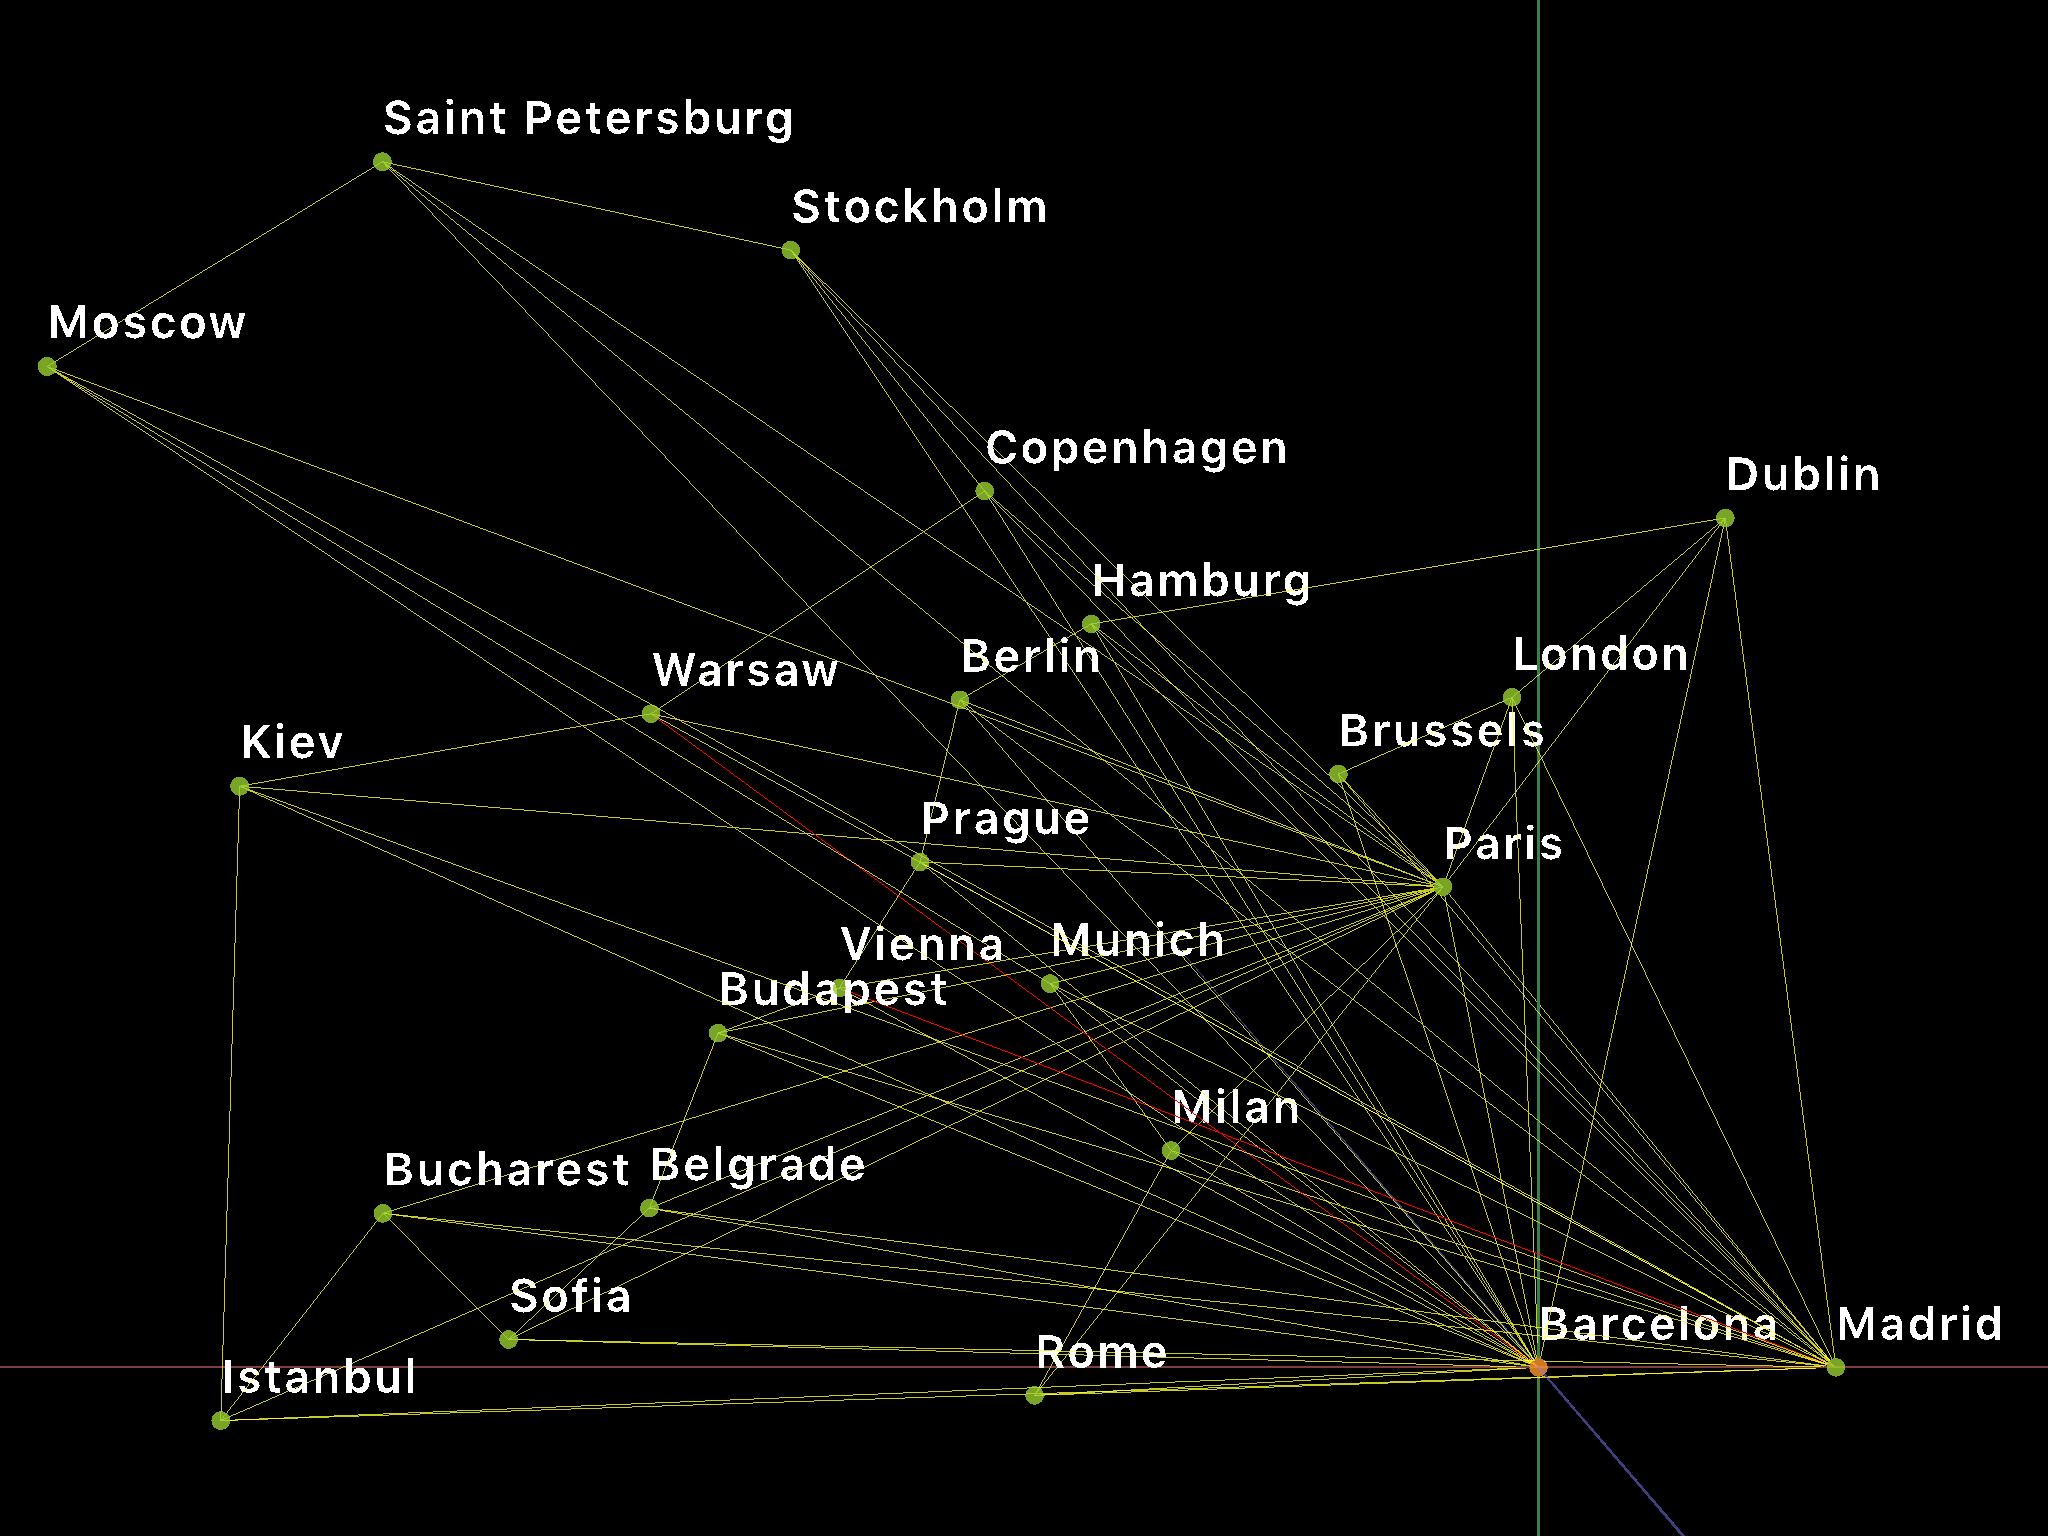 Saint Petersburg
Stockholm
Moscow
Copenhagen
Dublin
Hamburg
Berlin
London
Warsaw
Brussels
Kiev
Prague
Paris
Vienna
Munich
Budapest
Milan
Bucharest
Belgrade
Sofia
Barcelona
Madrid
Rome
Istanbul